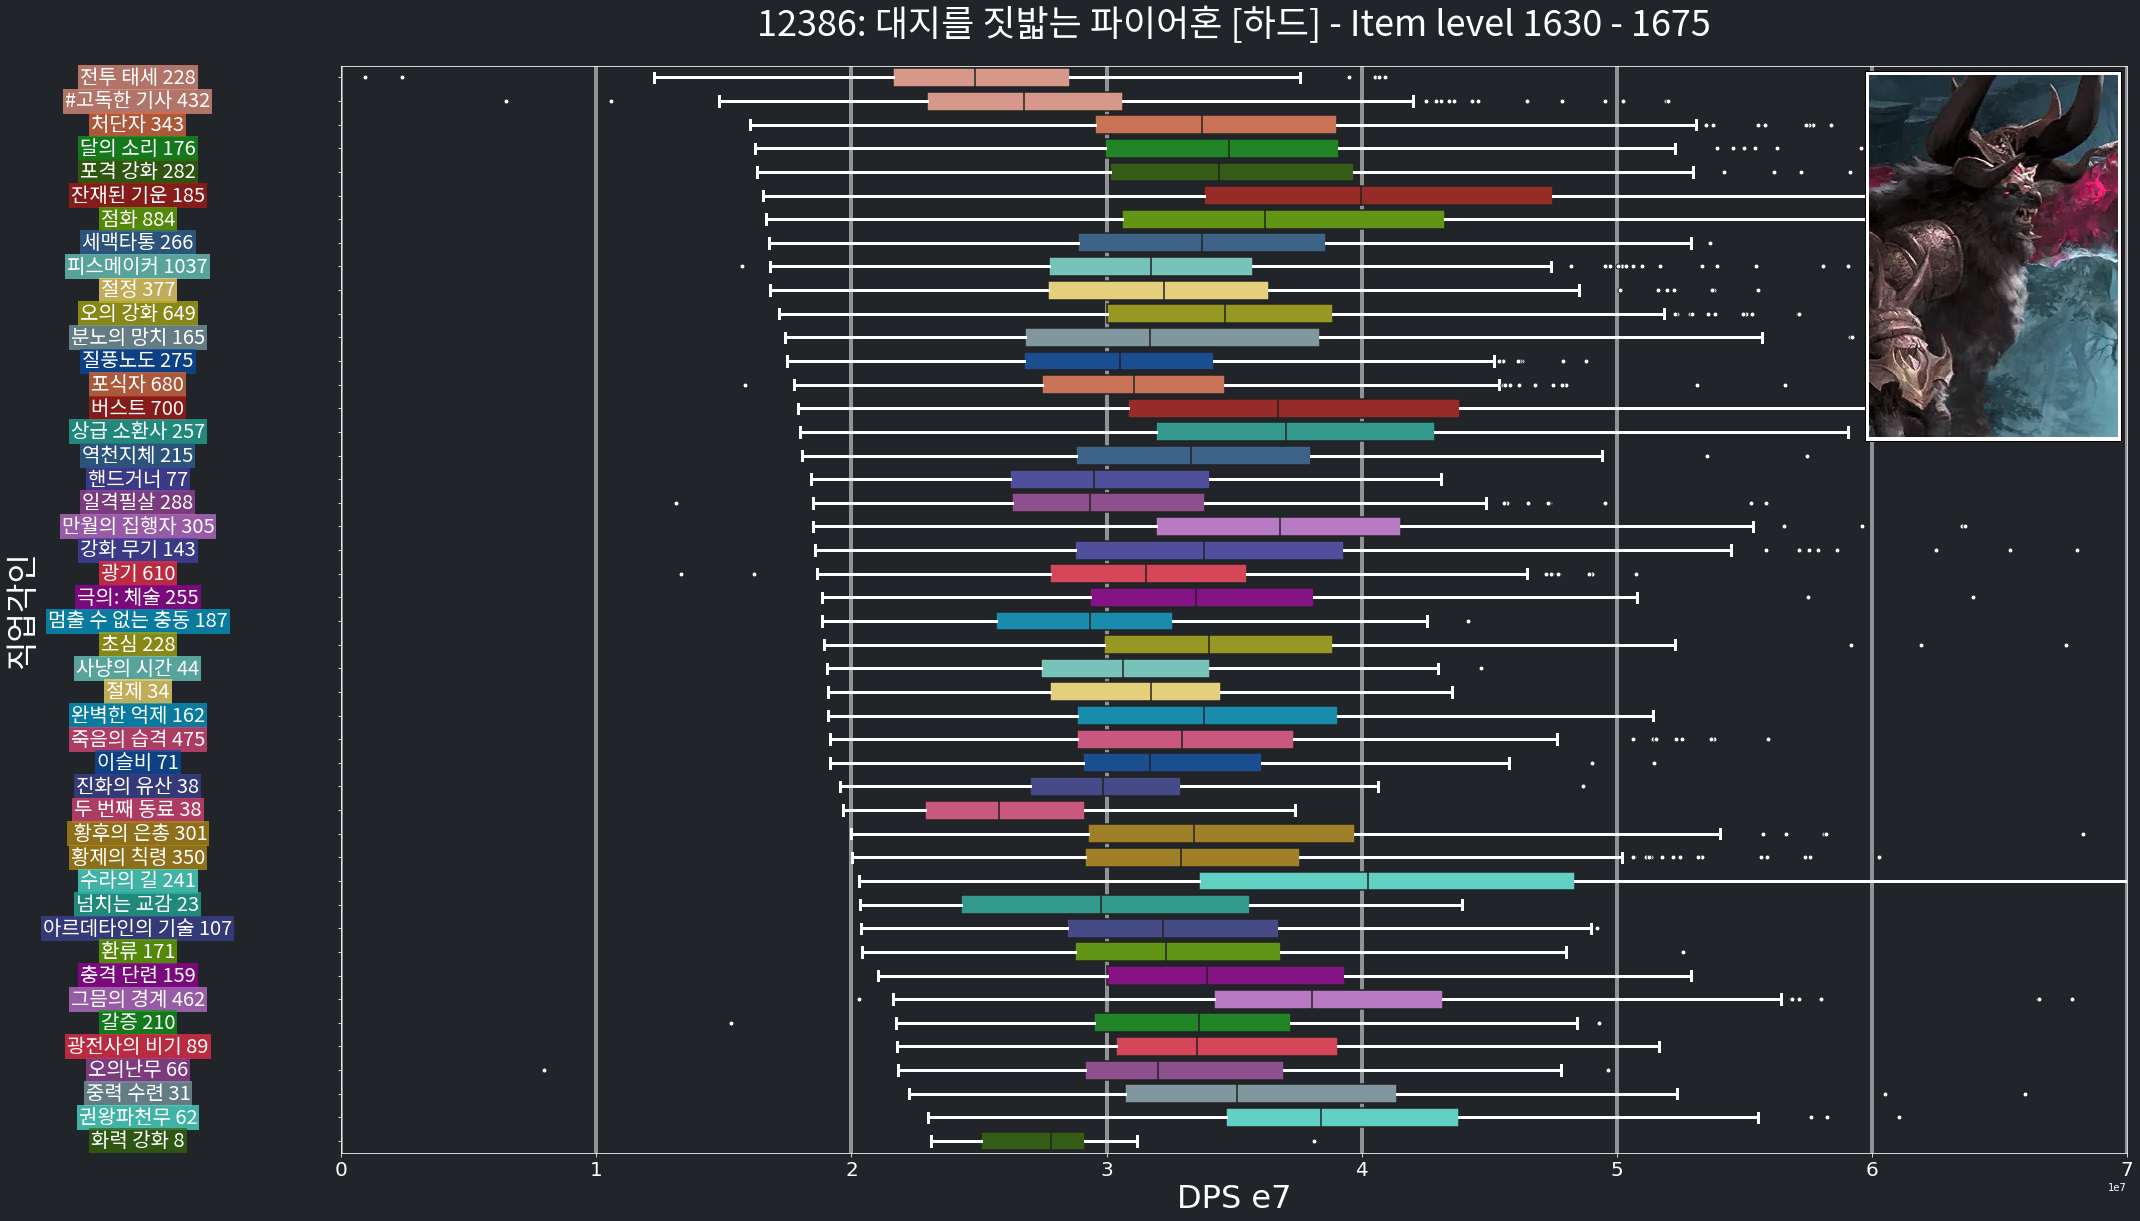 12386: 대지를 짓밟는 파이어혼 [하드] - Item level 1630 - 1675
전투 태세 228
#고독한 기사 432
처단자 343
달의 소리 176
포격 강화 282
잔재된 기운 185
점화 884
세맥타통 266
피스메이커 1037
절정 377
오의 강화 649
분노의 망치 165
질풍노도 275
포식자 680
버스트 700
상급 소환사 257
역천지체 215
핸드거너 77
일격필살 288
만월의 집행자 305
강화 무기 143
광기 610
극의: 체술 255
멈출 수 없는 충동 187
초심 228
사냥의 시간 44
절제 34
완벽한 억제 162
죽음의 습격 475
이슬비 71
진화의 유산 38
두 번째 동료 38
황후의 은총 301
황제의 칙령 350
수라의 길 241
넘치는 교감 23
아르데타인의 기술 107
환류 171
충격 단련 159
그믐의 경계 462
갈증 210
광전사의 비기 89
오의난무 66
중력 수련 31
권왕파천무 62
화력 강화 8
직업각인
0 1 2 3 4 5 6 7
DPS e7
1e7